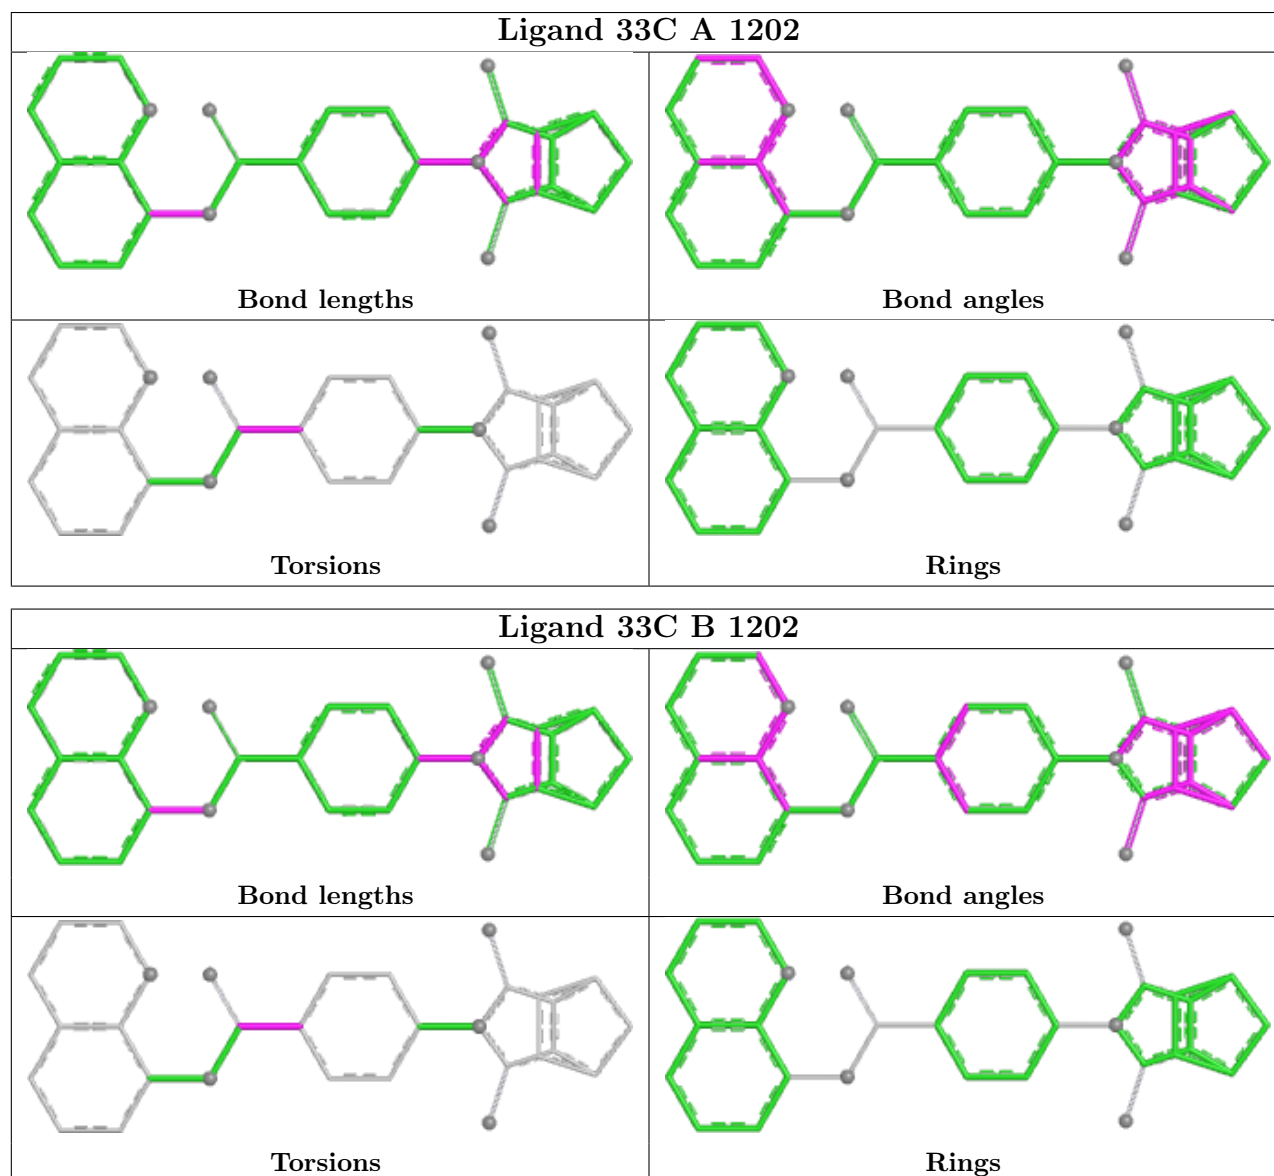 Ligand 33C A 1202
Bond lengths
Bond angles
Torsions
Rings
Ligand 33C B 1202
Bond lengths
Bond angles
Torsions
Rings